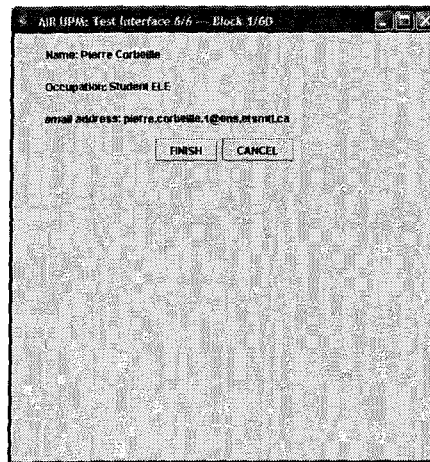 AIR UPM: Test Interface 6/6 --- Block 1/60
Name: Pierre Corbeille
Occupation: Student ELE
email address: pierre.corbeille.1@ens.etsmtl.ca
FINISH CANCEL